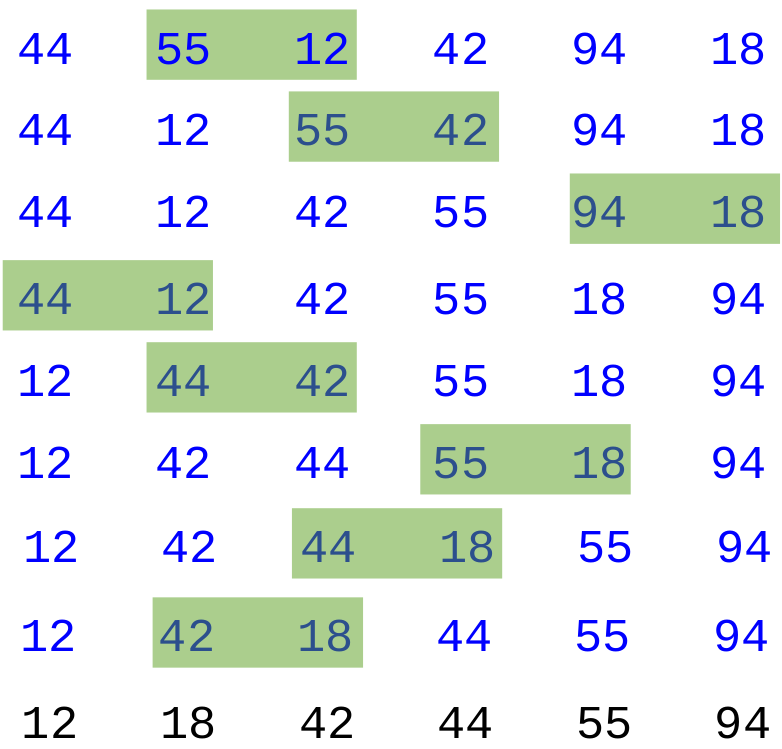 44 55 12 42 94 18
44 12 55 42 94 18
44 12 42 55 94 18
44 12 42 55 18 94
12 44 42 55 18 94
12 42 44 55 18 94
12 42 44 18 55 94
12 42 18 44 55 94
12 18 42 44 55 94